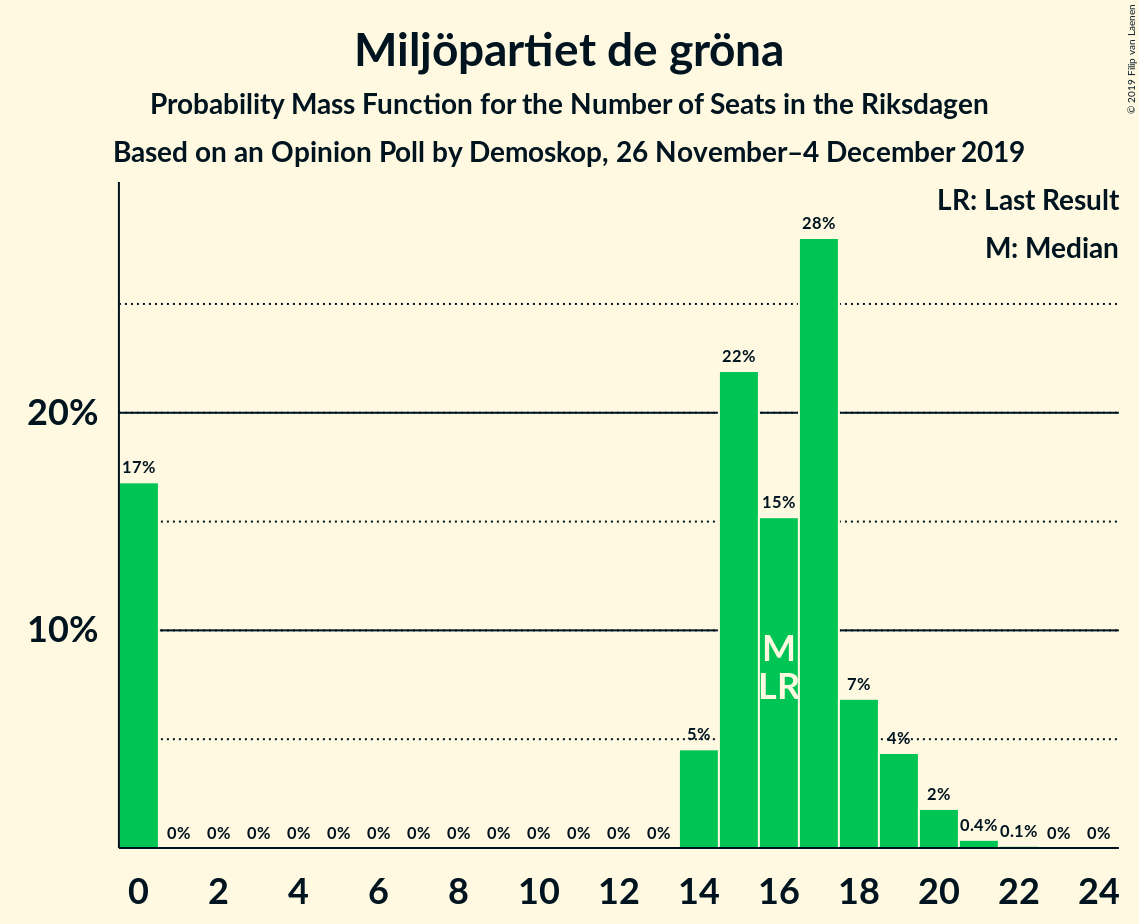 Miljöpartiet de gröna
Probability Mass Function for the Number of Seats in the Riksdagen
Based on an Opinion Poll by Demoskop, 26 November–4 December 2019
© 2019 Filip van Laenen
LR: Last Result
M: Median
28%
22%
20%
17%
15%
10%
M
LR
7%
5%
4%
2%
0% 0% 0% 0% 0% 0% 0% 0% 0% 0% 0% 0% 0% 0.4% 0.1% 0% 0%
0 2 4 6 8 10 12 14 16 18 20 22 24